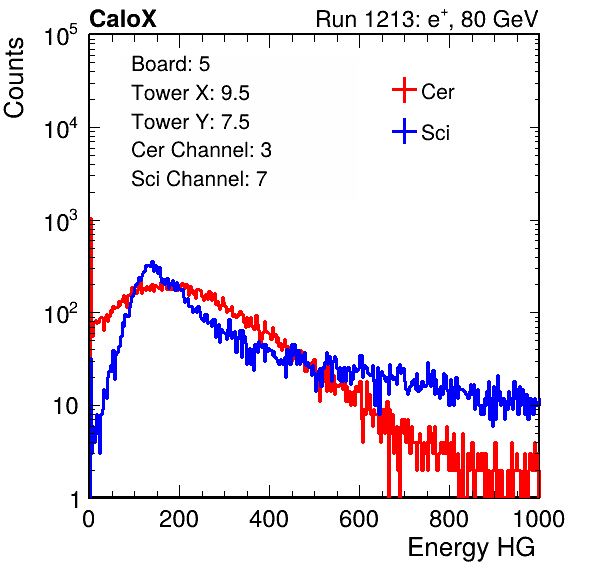 CaloX Run 1213: e⁺, 80 GeV
Board: 5
Tower X: 9.5
Tower Y: 7.5
Cer Channel: 3
Sci Channel: 7
Cer
Sci
Counts
10⁵
10⁴
10³
10²
10
1
0 200 400 600 800 1000
Energy HG